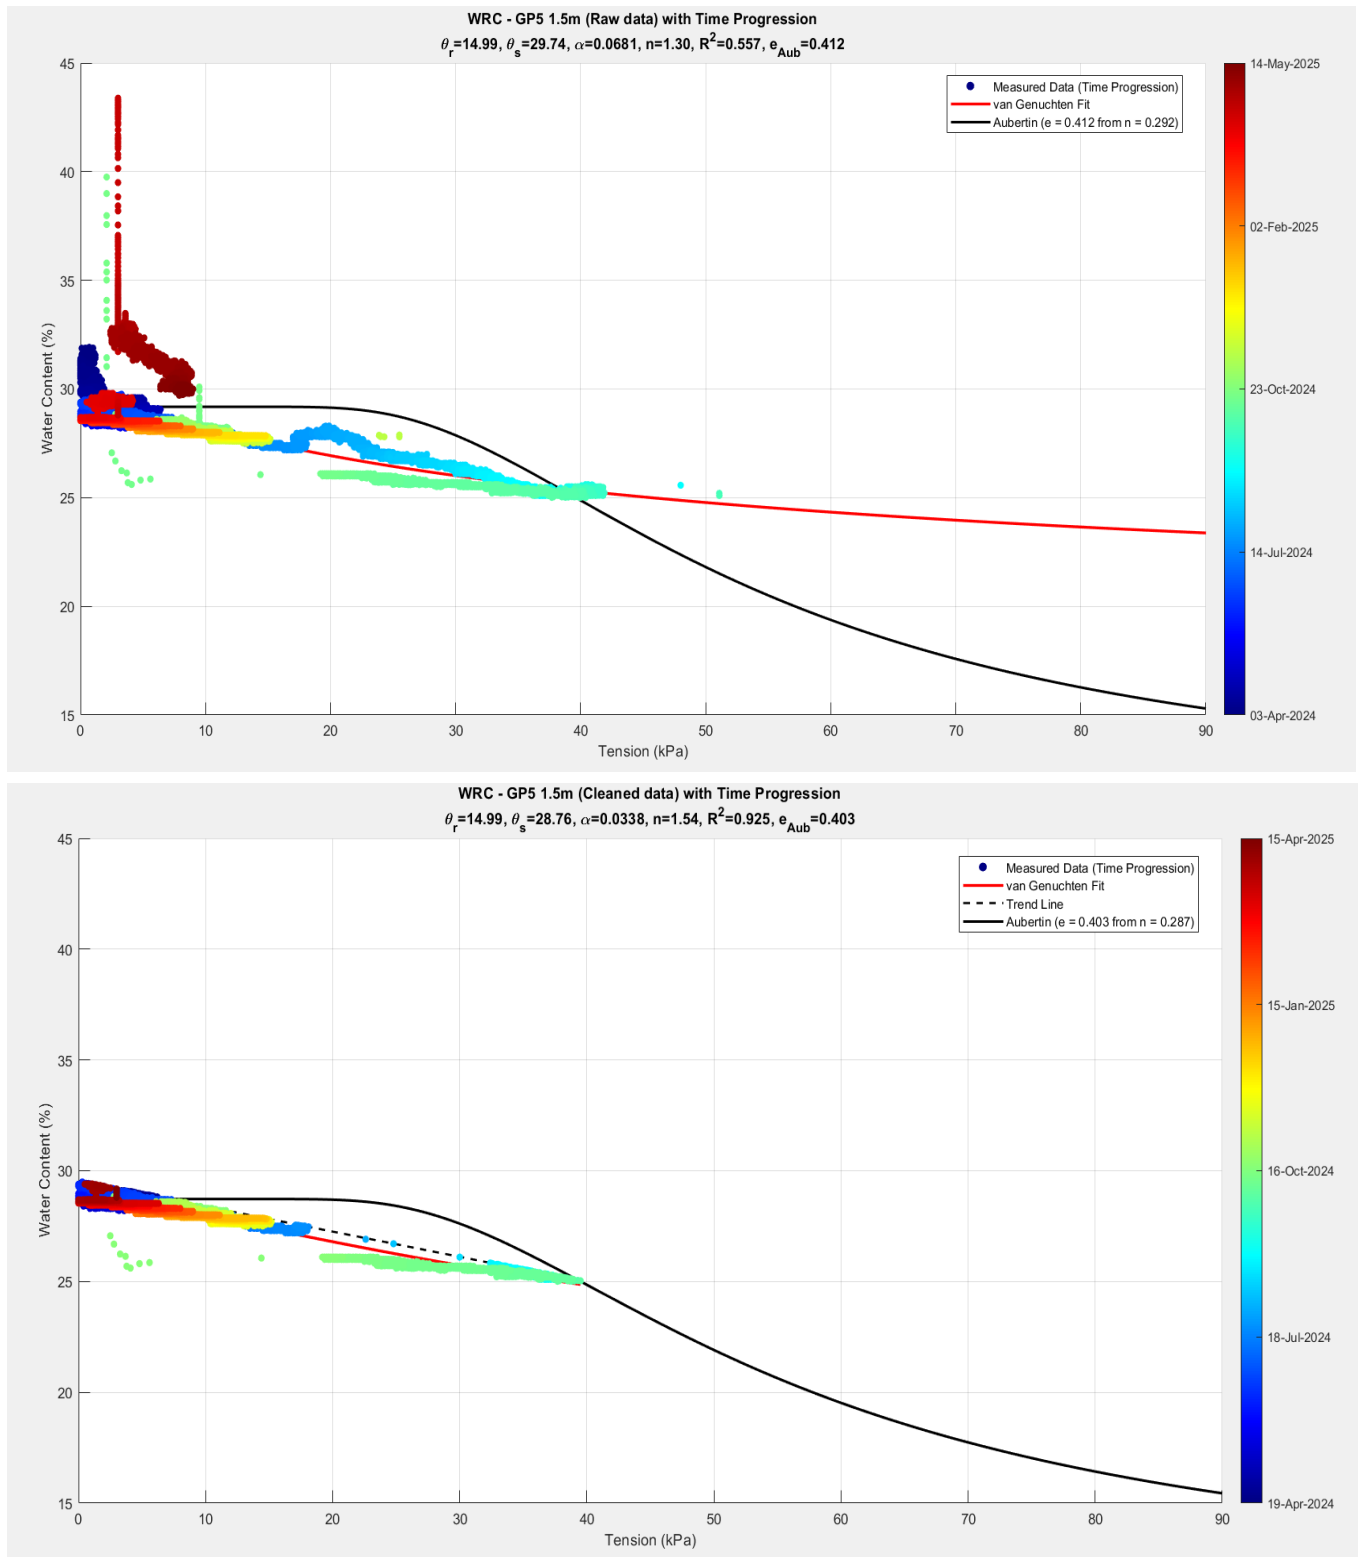 WRC - GP5 1.5m (Raw data) with Time Progression
θr=14.99, θs=29.74, α=0.0681, n=1.30, R2=0.557, eAub=0.412
Measured Data (Time Progression)
van Genuchten Fit
Aubertin (e = 0.412 from n = 0.292)
Water Content (%)
45
40
35
30
25
20
15
0 10 20 30 40 50 60 70 80 90
Tension (kPa)
14-May-2025
02-Feb-2025
23-Oct-2024
14-Jul-2024
03-Apr-2024
WRC - GP5 1.5m (Cleaned data) with Time Progression
θr=14.99, θs=28.76, α=0.0338, n=1.54, R2=0.925, eAub=0.403
Measured Data (Time Progression)
van Genuchten Fit
Trend Line
Aubertin (e = 0.403 from n = 0.287)
Water Content (%)
45
40
35
30
25
20
15
0 10 20 30 40 50 60 70 80 90
Tension (kPa)
15-Apr-2025
15-Jan-2025
16-Oct-2024
18-Jul-2024
19-Apr-2024